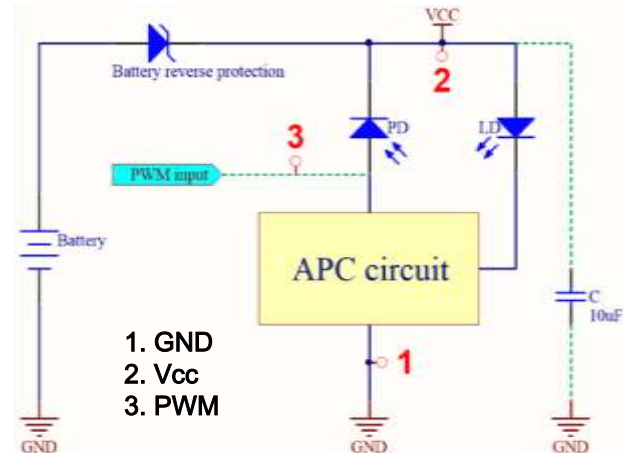 VCC
Battery reverse protection
2
PD
LD
3
PWM input
Battery
APC circuit
C
10uF
1. GND
2. Vcc
3. PWM
1
GND
GND
GND